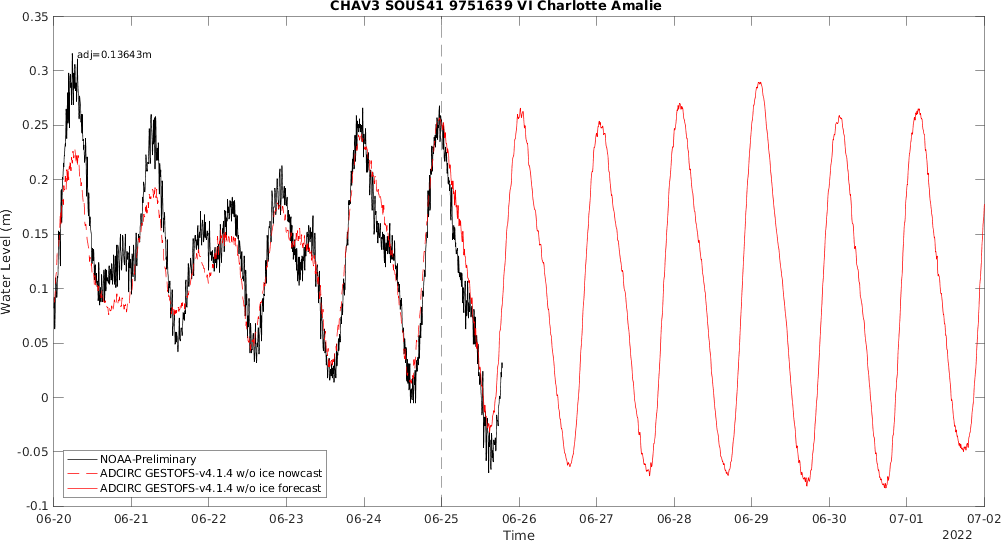 CHAV3 SOUS41 9751639 VI Charlotte Amalie
0.35
adj=0.13643m
0.3
0.25
0.2
0.15
0.1
0.05
0
-0.05
-0.1
Water Level (m)
NOAA-Preliminary
ADCIRC GESTOFS-v4.1.4 w/o ice nowcast
ADCIRC GESTOFS-v4.1.4 w/o ice forecast
06-20 06-21 06-22 06-23 06-24 06-25 06-26 06-27 06-28 06-29 06-30 07-01 07-02
Time
2022